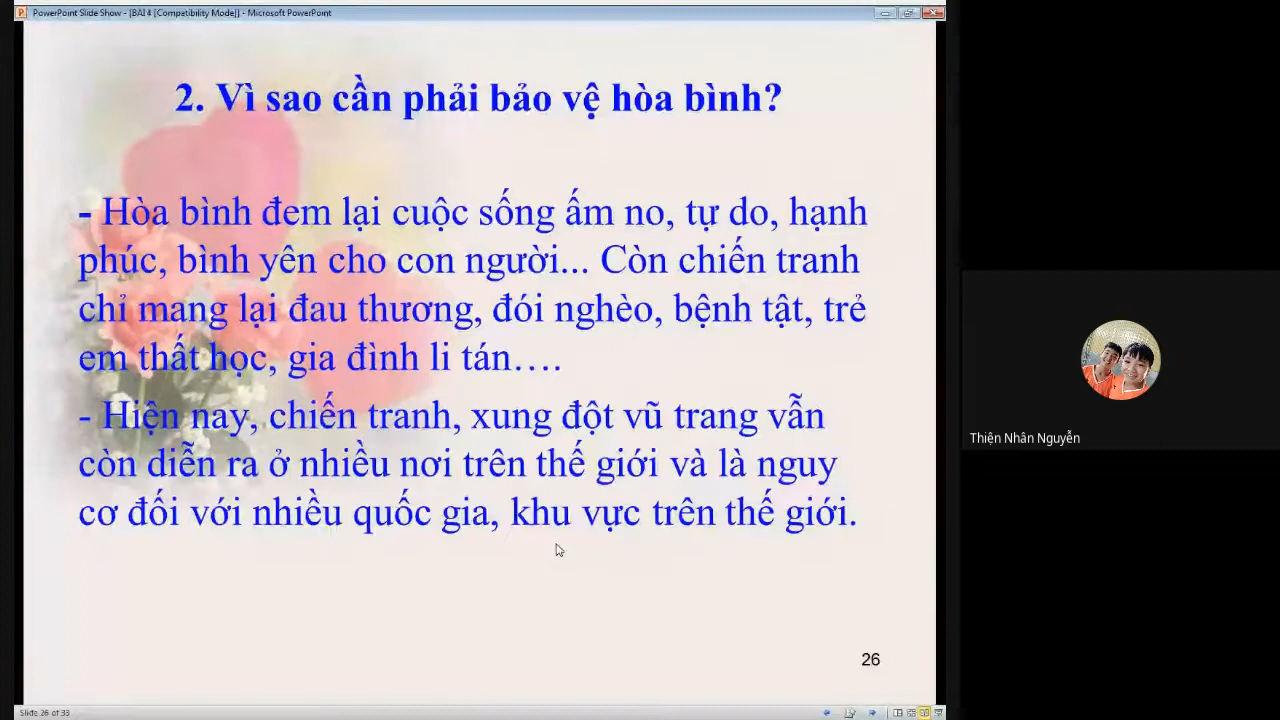 PowerPoint Slide Show - [BAI 4 [Compatibility Mode]] - Microsoft PowerPoint
2. Vì sao cần phải bảo vệ hòa bình?
- Hòa bình đem lại cuộc sống ấm no, tự do, hạnh
phúc, bình yên cho con người... Còn chiến tranh
chỉ mang lại đau thương, đói nghèo, bệnh tật, trẻ
em thất học, gia đình li tán….
- Hiện nay, chiến tranh, xung đột vũ trang vẫn
còn diễn ra ở nhiều nơi trên thế giới và là nguy
cơ đối với nhiều quốc gia, khu vực trên thế giới.
26
Slide 26 of 33
Thiện Nhân Nguyễn